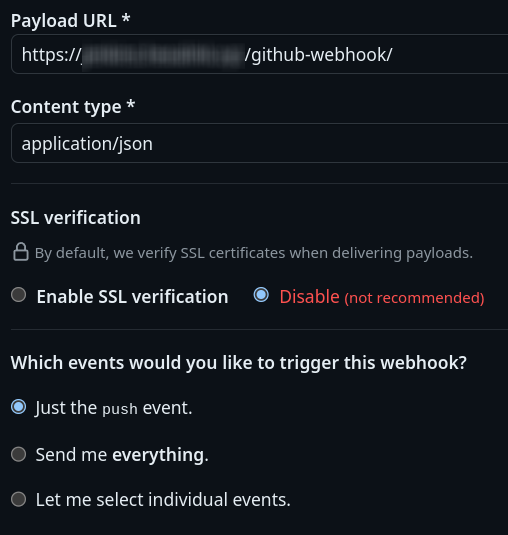 Payload URL *
https:// /github-webhook/
Content type *
application/json
SSL verification
By default, we verify SSL certificates when delivering payloads.
Enable SSL verification Disable (not recommended)
Which events would you like to trigger this webhook?
Just the push event.
Send me everything.
Let me select individual events.